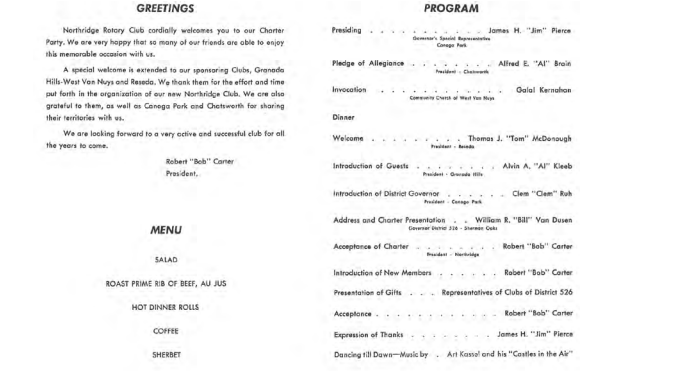 GREETINGS
Northridge Rotary Club cordially welcomes you to our Charter
Party. We are very happy that so many of our friends are able to enjoy
this memorable occasion with us.
A special welcome is extended to our sponsoring Clubs, Granada
Hills-West Van Nuys and Reseda. We thank them for the effort and time
put forth in the organization of our new Northridge Club. We are also
grateful to them, as well as Canoga Park and Chatsworth for sharing
their territories with us.
We are looking forward to a very active and successful club for all
the years to come.
Robert "Bob" Carter
President.
MENU
SALAD
ROAST PRIME RIB OF BEEF, AU JUS
HOT DINNER ROLLS
COFFEE
SHERBET
PROGRAM
Presiding . . . . . . . . . . . . James H. "Jim" Pierce
Governor's Special Representative
Canoga Park
Pledge of Allegiance . . . . . . . . Alfred E. "Al" Brain
President - Chatsworth
Invocation . . . . . . . . . . . Galal Kernahan
Community Church of West Van Nuys
Dinner
Welcome . . . . . . . . Thomas J. "Tom" McDonough
President - Reseda
Introduction of Guests . . . . . . . Alvin A. "Al" Kleeb
President - Granada Hills
Introduction of District Governor . . . . . . Clem "Clem" Ruh
President - Canoga Park
Address and Charter Presentation . . William R. "Bill" Van Dusen
Governor District 526 - Sherman Oaks
Acceptance of Charter . . . . . . . Robert "Bob" Carter
President - Northridge
Introduction of New Members . . . . . . Robert "Bob" Carter
Presentation of Gifts . . . Representatives of Clubs of District 526
Acceptance . . . . . . . . . . . . Robert "Bob" Carter
Expression of Thanks . . . . . . . James H. "Jim" Pierce
Dancing till Dawn—Music by . Art Kassel and his "Castles in the Air"